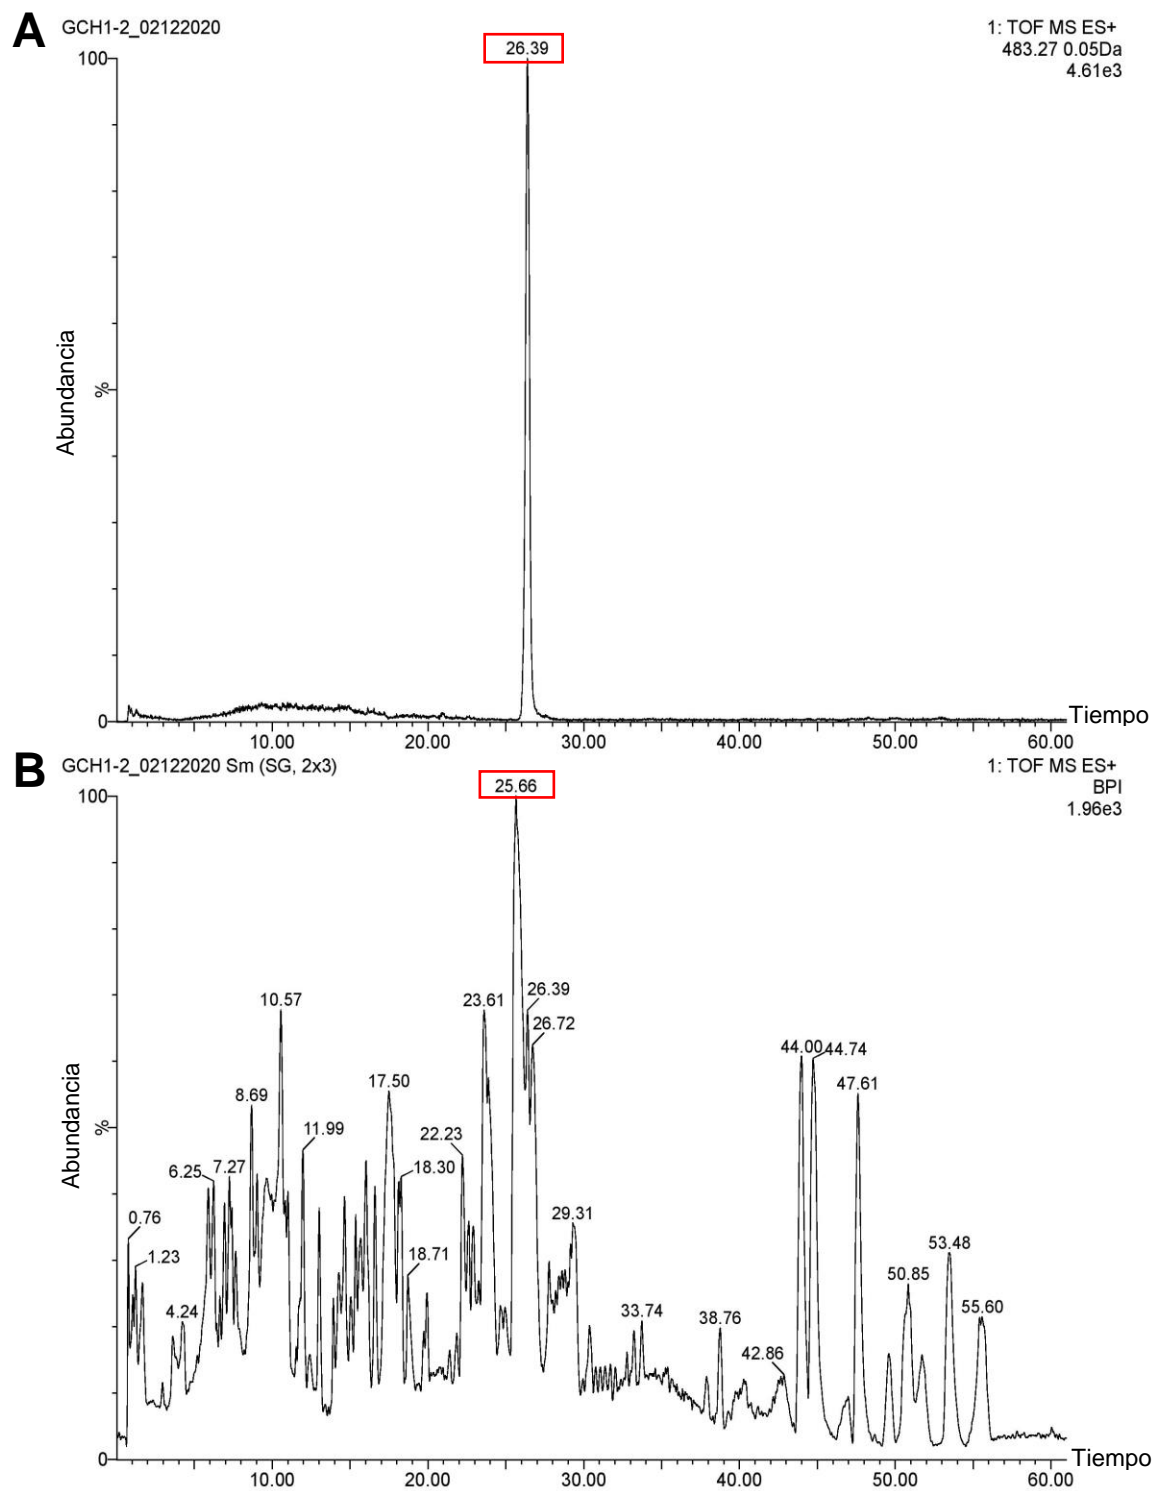 A
GCH1-2_02122020
1: TOF MS ES+
483.27 0.05Da
4.61e3
26.39
100
%
0
Abundancia
10.00 20.00 30.00 40.00 50.00 60.00
Tiempo
B
GCH1-2_02122020 Sm (SG, 2x3)
1: TOF MS ES+
BPI
1.96e3
25.66
100
%
0
Abundancia
0.76
1.23
4.24
6.25
7.27
8.69
10.57
11.99
17.50
18.30
18.71
22.23
23.61
26.39
26.72
29.31
33.74
38.76
42.86
44.00
44.74
47.61
50.85
53.48
55.60
10.00 20.00 30.00 40.00 50.00 60.00
Tiempo